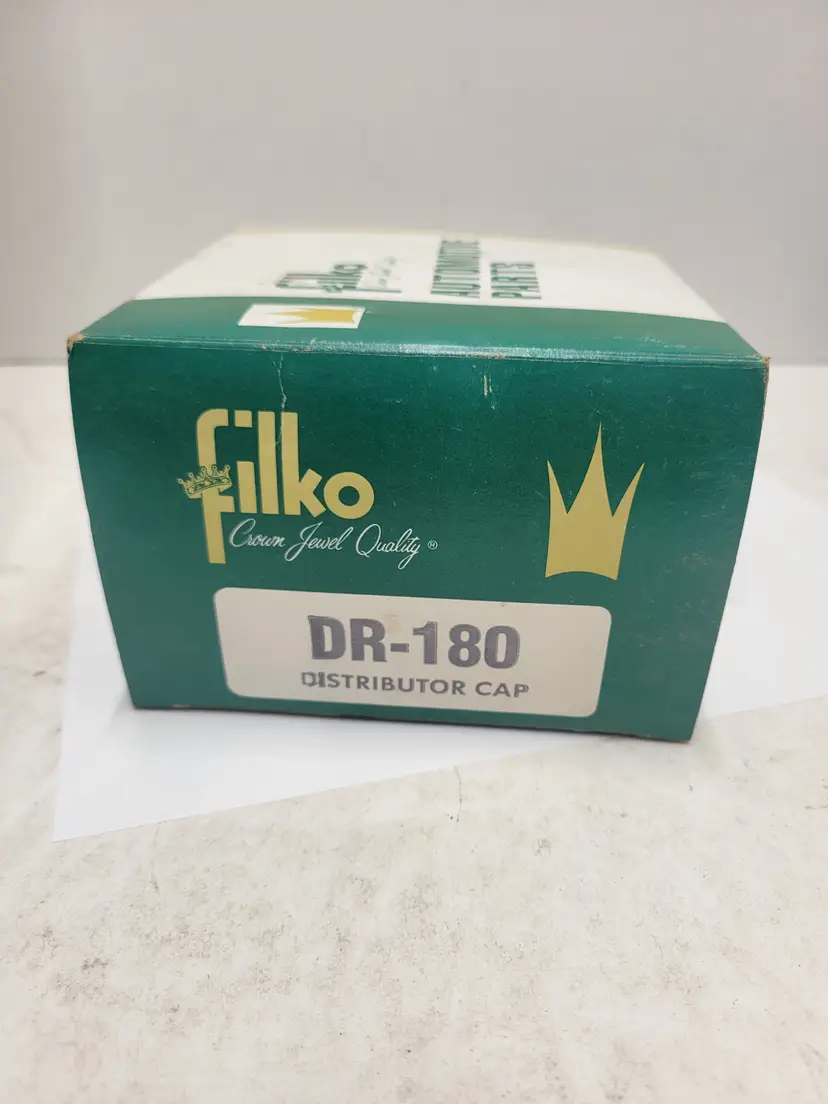 filko
AUTOMOTIVE
PARTS
filko
Crown Jewel Quality ®
DR-180
DISTRIBUTOR CAP